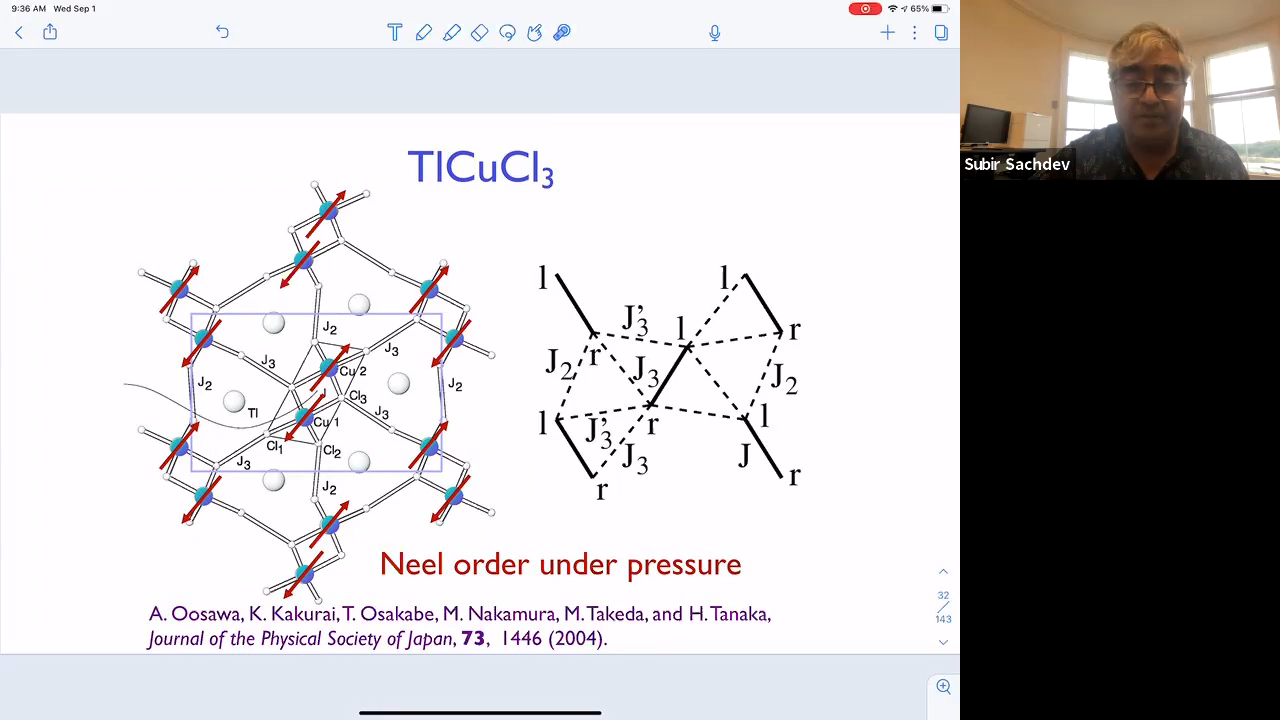 9:36 AM Wed Sep 1
65%
Subir Sachdev
TlCuCl3
J2
J3
J3
J2
J2
Cu 2
Cl3
J3
J
Tl
Cu 1
Cl1
Cl2
J3
J2
l
l
J'3
l
r
r
J2
J3
J2
l
J'3
r
l
J3
J
r
r
Neel order under pressure
A. Oosawa, K. Kakurai, T. Osakabe, M. Nakamura, M. Takeda, and H. Tanaka,
Journal of the Physical Society of Japan, 73, 1446 (2004).
32
143